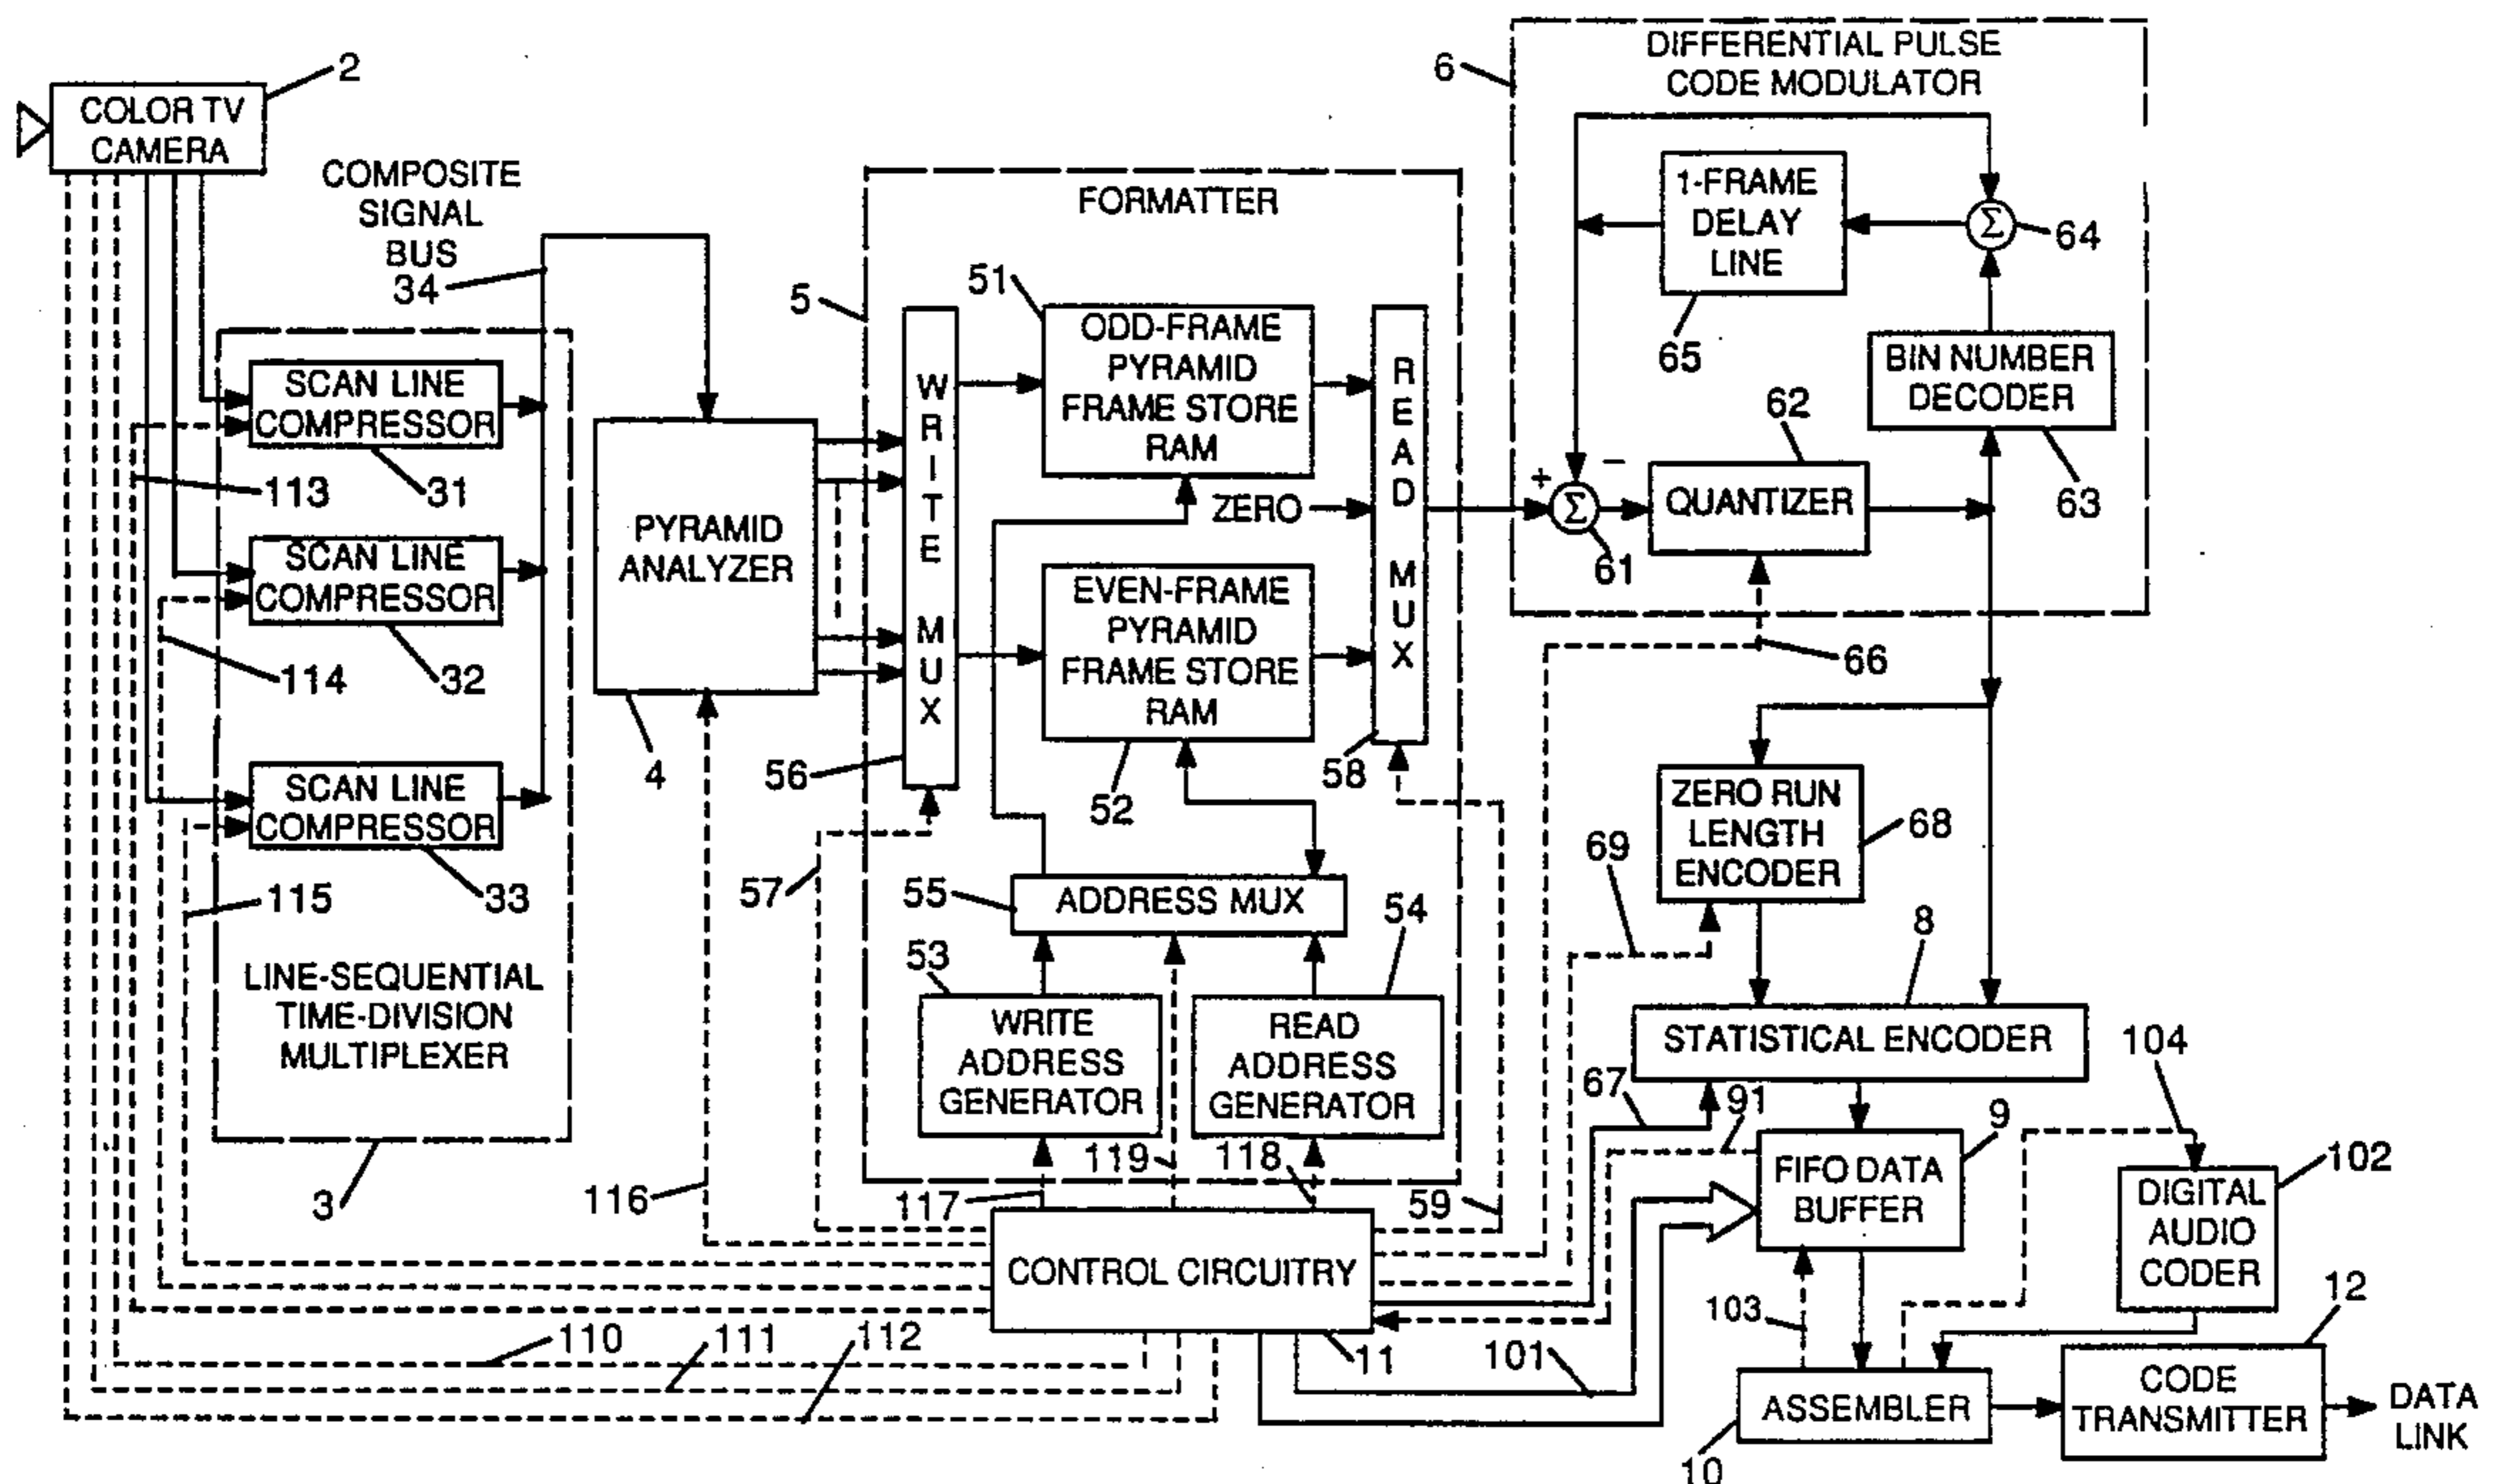 2
COLOR TV
CAMERA
COMPOSITE
SIGNAL
BUS
34
SCAN LINE
COMPRESSOR
113
31
SCAN LINE
COMPRESSOR
114
32
SCAN LINE
COMPRESSOR
115
33
LINE-SEQUENTIAL
TIME-DIVISION
MULTIPLEXER
3
PYRAMID
ANALYZER
4
116
5
FORMATTER
WRITE MUX
56
57
51
ODD-FRAME
PYRAMID
FRAME STORE
RAM
ZERO
EVEN-FRAME
PYRAMID
FRAME STORE
RAM
52
READ MUX
58
55
ADDRESS MUX
54
53
WRITE
ADDRESS
GENERATOR
READ
ADDRESS
GENERATOR
119
118
117
59
CONTROL CIRCUITRY
11
110
111
112
101
6
DIFFERENTIAL PULSE
CODE MODULATOR
1-FRAME
DELAY
LINE
65
Σ
64
BIN NUMBER
DECODER
63
62
+
−
Σ
61
QUANTIZER
66
ZERO RUN
LENGTH
ENCODER
68
69
8
STATISTICAL ENCODER
67
91
104
9
FIFO DATA
BUFFER
102
DIGITAL
AUDIO
CODER
103
12
ASSEMBLER
10
CODE
TRANSMITTER
DATA
LINK